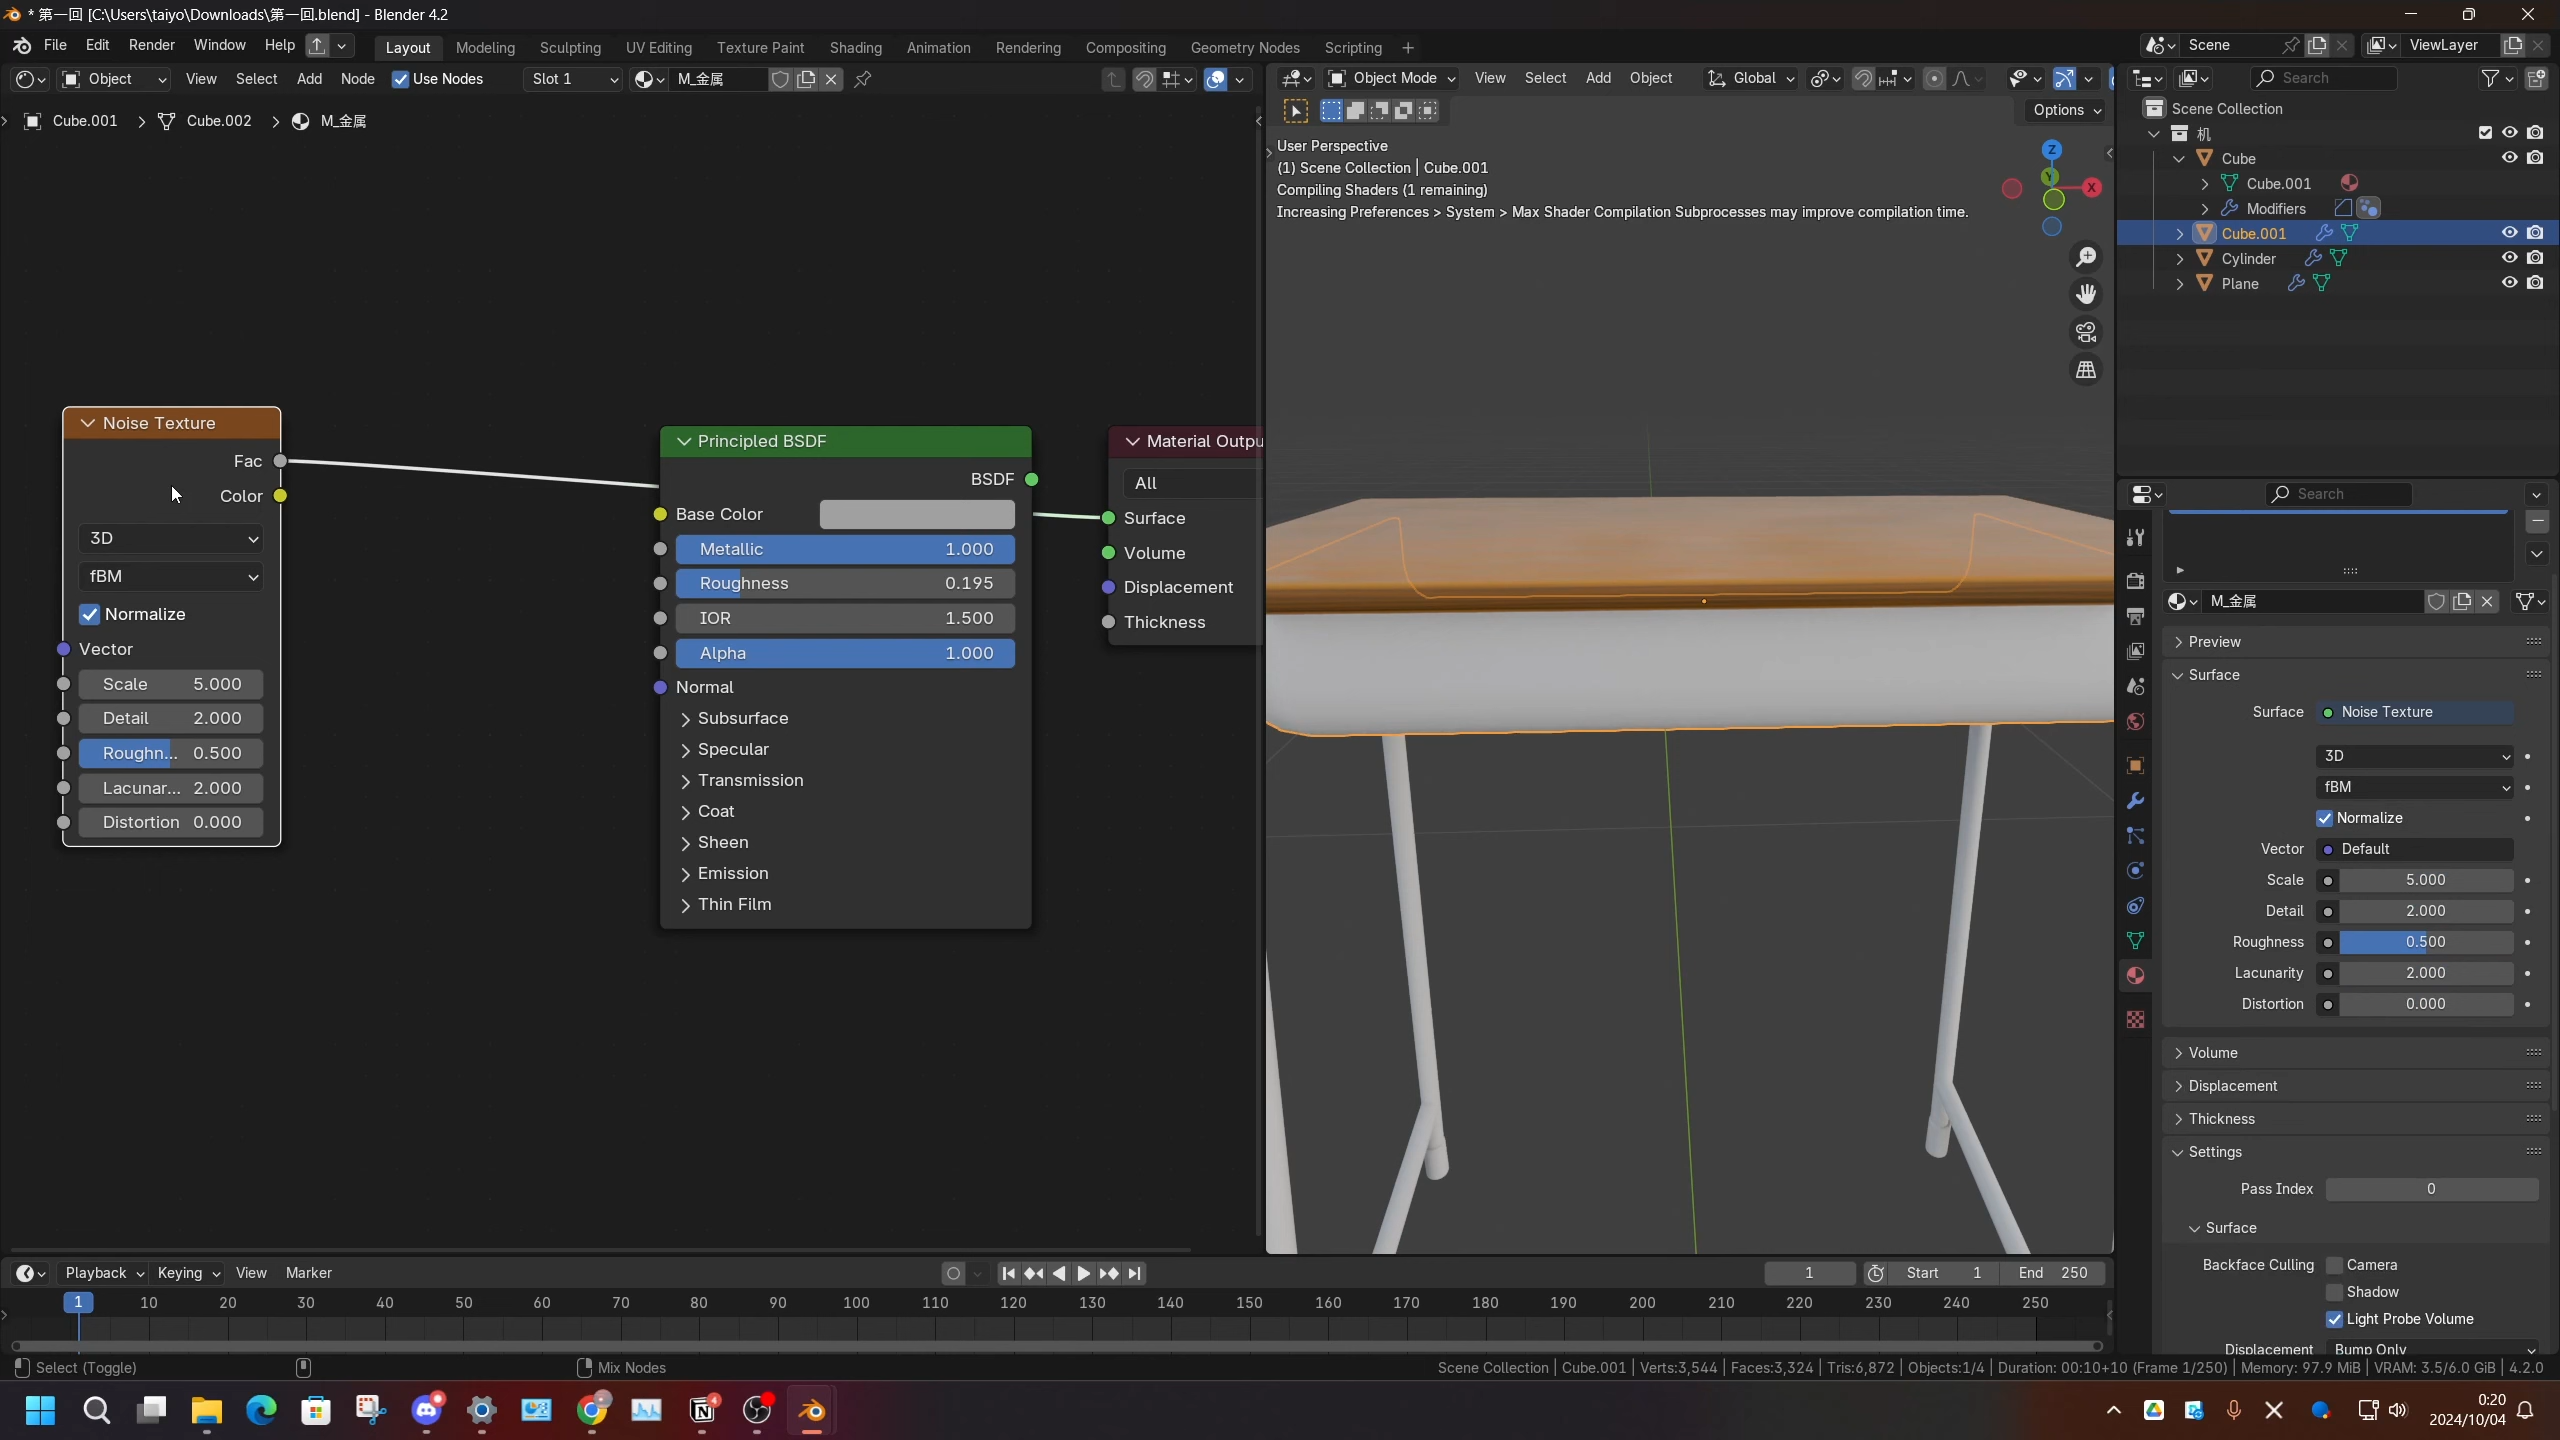 * 第一回 [C:\Users\taiyo\Downloads\第一回.blend] - Blender 4.2
File Edit Render Window Help Layout Modeling Sculpting UV Editing Texture Paint Shading Animation Rendering Compositing Geometry Nodes Scripting + Scene ViewLayer
Object View Select Add Node Use Nodes Slot 1 M_金属
Cube.001 > Cube.002 > M_金属
Noise Texture
Fac
Color
3D
fBM
Normalize
Vector
Scale 5.000
Detail 2.000
Roughn... 0.500
Lacunar... 2.000
Distortion 0.000
Principled BSDF
BSDF
Base Color
Metallic 1.000
Roughness 0.195
IOR 1.500
Alpha 1.000
Normal
Subsurface
Specular
Transmission
Coat
Sheen
Emission
Thin Film
Material Outpu
All
Surface
Volume
Displacement
Thickness
Object Mode View Select Add Object Global
Options
User Perspective
(1) Scene Collection | Cube.001
Compiling Shaders (1 remaining)
Increasing Preferences > System > Max Shader Compilation Subprocesses may improve compilation time.
Z
Y
X
Search
Scene Collection
机
Cube
Cube.001
Modifiers
Cube.001
Cylinder
Plane
Search
M_金属
Preview
Surface
Surface Noise Texture
3D
fBM
Normalize
Vector Default
Scale 5.000
Detail 2.000
Roughness 0.500
Lacunarity 2.000
Distortion 0.000
Volume
Displacement
Thickness
Settings
Pass Index 0
Surface
Backface Culling Camera
Shadow
Light Probe Volume
Displacement Bump Only
Playback Keying View Marker 1 Start 1 End 250
1 10 20 30 40 50 60 70 80 90 100 110 120 130 140 150 160 170 180 190 200 210 220 230 240 250
Select (Toggle) Mix Nodes Scene Collection | Cube.001 | Verts:3,544 | Faces:3,324 | Tris:6,872 | Objects:1/4 | Duration: 00:10+10 (Frame 1/250) | Memory: 97.9 MiB | VRAM: 3.5/6.0 GiB | 4.2.0
4
0:20
2024/10/04